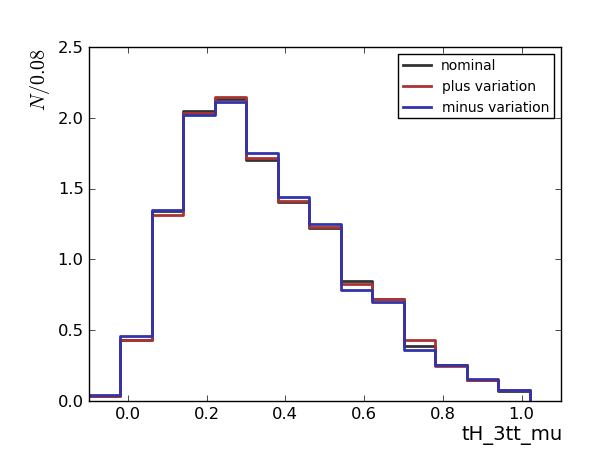 N/0.08
2.5
2.0
1.5
1.0
0.5
0.0
nominal
plus variation
minus variation
0.0 0.2 0.4 0.6 0.8 1.0
tH_3tt_mu